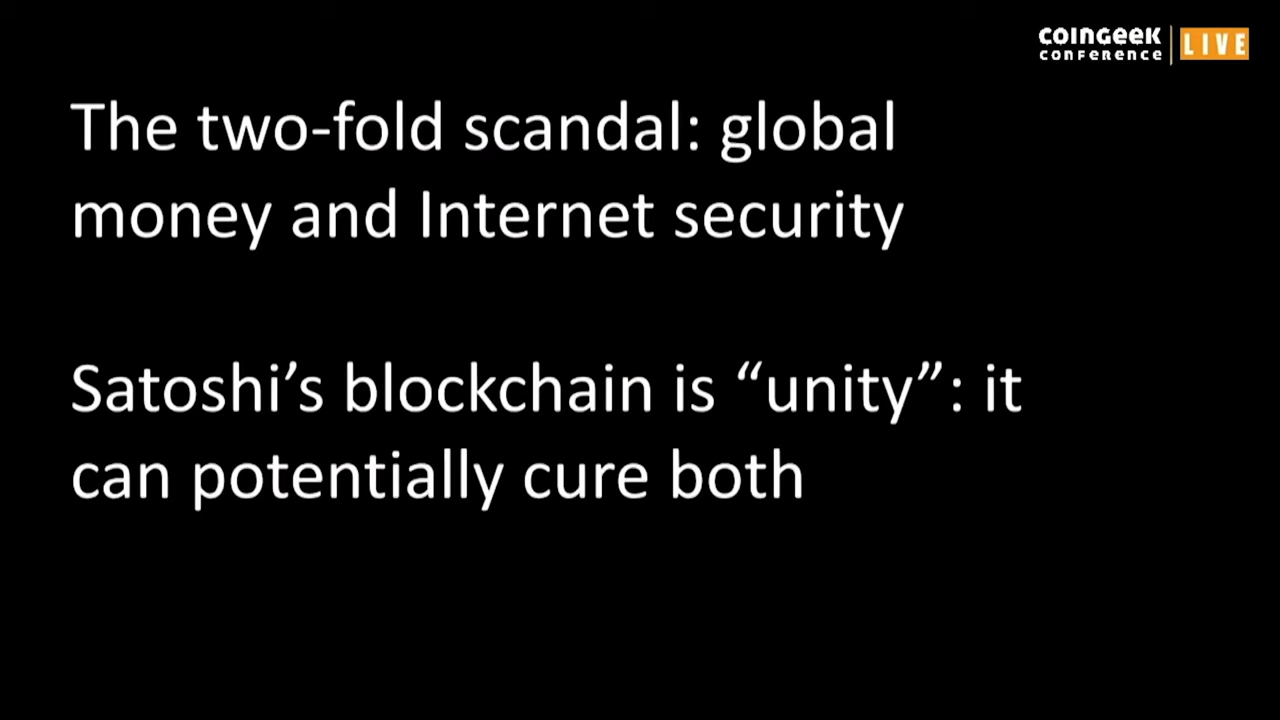 COINGEEK
CONFERENCE
LIVE
The two-fold scandal: global
money and Internet security
Satoshi’s blockchain is “unity”: it
can potentially cure both